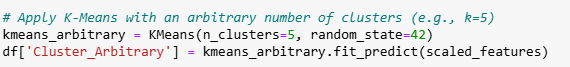 # Apply K-Means with an arbitrary number of clusters (e.g., k=5)
kmeans_arbitrary = KMeans(n_clusters=5, random_state=42)
df['Cluster_Arbitrary'] = kmeans_arbitrary.fit_predict(scaled_features)